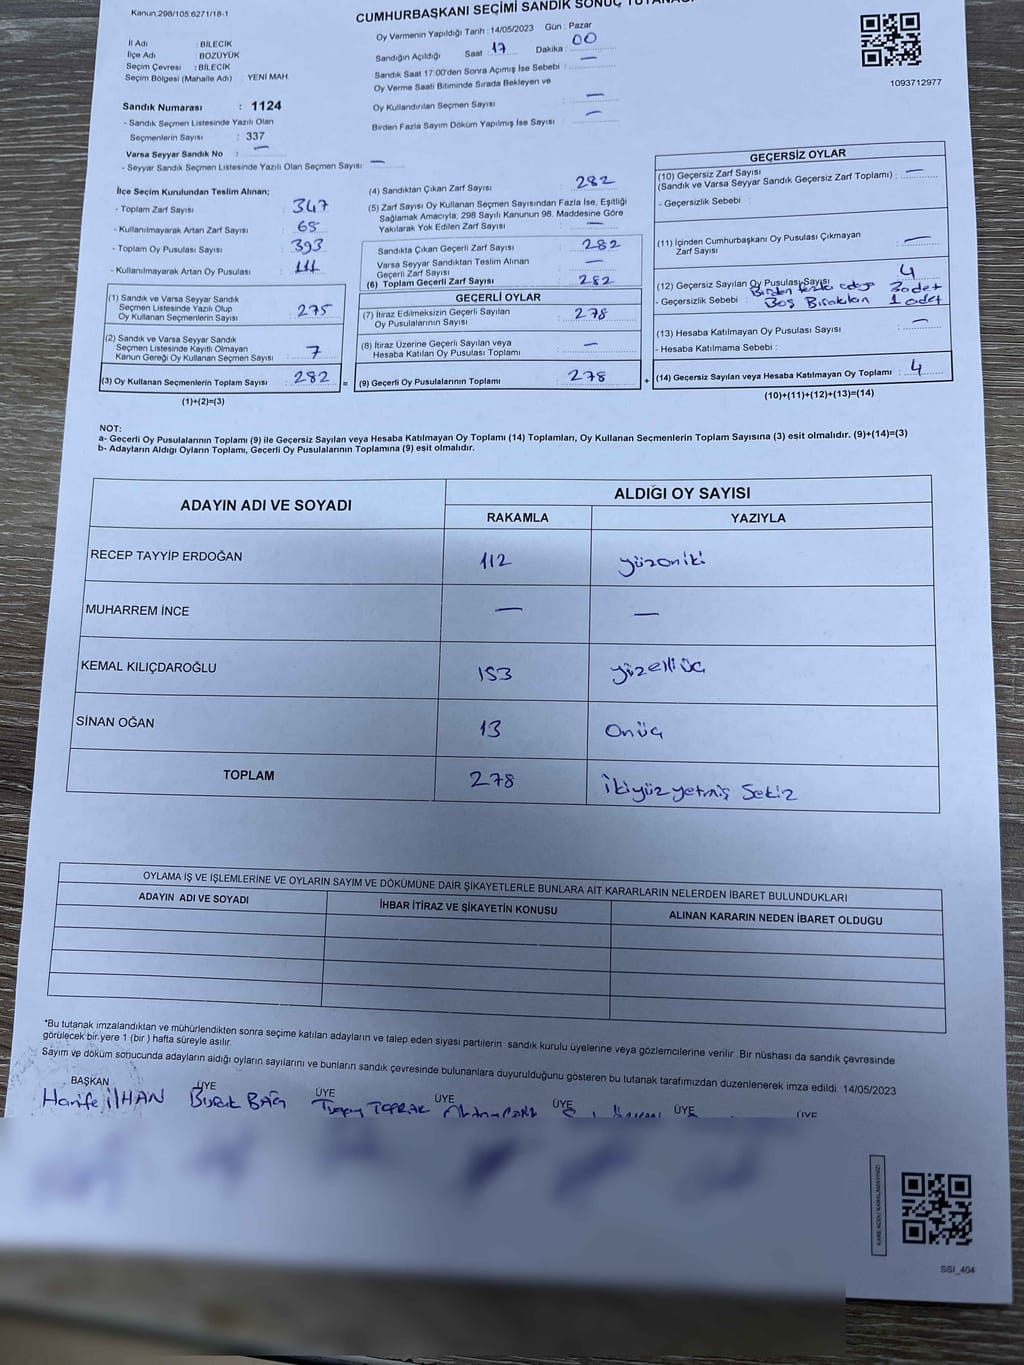 Kanun.298/105 6271/18-1
CUMHURBAŞKANI SEÇİMİ SANDIK SONUÇ TUTANAĞI
Oy Vermenin Yapıldığı Tarih : 14/05/2023 Gün : Pazar
Sandığın Açıldığı Saat : 17 Dakika : 00
Sandık Saat 17:00'den Sonra Açımış İse Sebebi : —
Oy Verme Saati Bitiminde Sırada Bekleyen ve
Oy Kullandırılan Seçmen Sayısı : —
Birden Fazla Sayım Döküm Yapılmış İse Sayısı : —
1093712977
İl Adı : BİLECİK
İlçe Adı : BOZÜYÜK
Seçim Çevresi : BİLECİK
Seçim Bölgesi (Mahalle Adı) : YENİ MAH
Sandık Numarası : 1124
- Sandık Seçmen Listesinde Yazılı Olan
Seçmenlerin Sayısı : 337
Varsa Seyyar Sandık No : —
- Seyyar Sandık Seçmen Listesinde Yazılı Olan Seçmen Sayısı : —
İlçe Seçim Kurulundan Teslim Alınan;
- Toplam Zarf Sayısı : 347
- Kullanılmayarak Artan Zarf Sayısı : 65
- Toplam Oy Pusulası Sayısı : 393
- Kullanılmayarak Artan Oy Pusulası : 111
(1) Sandık ve Varsa Seyyar Sandık
Seçmen Listesinde Yazılı Olup
Oy Kullanan Seçmenlerin Sayısı : 275
(2) Sandık ve Varsa Seyyar Sandık
Seçmen Listesinde Kayıtlı Olmayan
Kanun Gereği Oy Kullanan Seçmen Sayısı : 7
(3) Oy Kullanan Seçmenlerin Toplam Sayısı : 282 =
(1)+(2)=(3)
(4) Sandıktan Çıkan Zarf Sayısı : 282
(5) Zarf Sayısı Oy Kullanan Seçmen Sayısından Fazla İse, Eşitliği
Sağlamak Amacıyla; 298 Sayılı Kanunun 98. Maddesine Göre
Yakılarak Yok Edilen Zarf Sayısı : —
Sandıkta Çıkan Geçerli Zarf Sayısı : 282
Varsa Seyyar Sandıktan Teslim Alınan
Geçerli Zarf Sayısı : —
(6) Toplam Geçerli Zarf Sayısı : 282
GEÇERLİ OYLAR
(7) İtiraz Edilmeksizin Geçerli Sayılan
Oy Pusulalarının Sayısı : 278
(8) İtiraz Üzerine Geçerli Sayılan veya
Hesaba Katılan Oy Pusulası Toplamı : —
(9) Geçerli Oy Pusulalarının Toplamı : 278 +
GEÇERSİZ OYLAR
(10) Geçersiz Zarf Sayısı
(Sandık ve Varsa Seyyar Sandık Geçersiz Zarf Toplamı) : —
- Geçersizlik Sebebi :
(11) İçinden Cumhurbaşkanı Oy Pusulası Çıkmayan
Zarf Sayısı : —
(12) Geçersiz Sayılan Oy Pusulası Sayısı : 4
- Geçersizlik Sebebi : Birden fazla adaya 3 adet
Boş Bırakılan 1 adet
(13) Hesaba Katılmayan Oy Pusulası Sayısı : —
- Hesaba Katılmama Sebebi :
(14) Geçersiz Sayılan veya Hesaba Katılmayan Oy Toplamı : 4
(10)+(11)+(12)+(13)=(14)
NOT:
a- Geçerli Oy Pusulalarının Toplamı (9) ile Geçersiz Sayılan veya Hesaba Katılmayan Oy Toplamı (14) Toplamları, Oy Kullanan Seçmenlerin Toplam Sayısına (3) eşit olmalıdır. (9)+(14)=(3)
b- Adayların Aldığı Oyların Toplamı, Geçerli Oy Pusulalarının Toplamına (9) eşit olmalıdır.
ADAYIN ADI VE SOYADI ALDIĞI OY SAYISI
RAKAMLA YAZIYLA
RECEP TAYYİP ERDOĞAN 112 yüzoniki
MUHARREM İNCE — —
KEMAL KILIÇDAROĞLU 153 yüzelliüç
SİNAN OĞAN 13 onüç
TOPLAM 278 İkiyüz yetmiş Sekiz
OYLAMA İŞ VE İŞLEMLERİNE VE OYLARIN SAYIM VE DÖKÜMÜNE DAİR ŞİKAYETLERLE BUNLARA AİT KARARLARIN NELERDEN İBARET BULUNDUKLARI
ADAYIN ADI VE SOYADI İHBAR İTİRAZ VE ŞİKAYETİN KONUSU ALINAN KARARIN NEDEN İBARET OLDUGU
*Bu tutanak imzalandıktan ve mühürlendikten sonra seçime katılan adayların ve talep eden siyasi partilerin sandık kurulu üyelerine veya gözlemcilerine verilir .Bir nüshası da sandık çevresinde
görülecek bir yere 1 (bir ) hafta süreyle asılır.
Sayım ve döküm sonucunda adayların aldığı oyların sayılarını ve bunların sandık çevresinde bulunanlara duyurulduğunu gösteren bu tutanak tarafımızdan düzenlenerek imza edildi. 14/05/2023
BAŞKAN ÜYE ÜYE ÜYE ÜYE ÜYE ÜYE
Hanife İLHAN Burak BAĞ TOPRAK
SSI_404